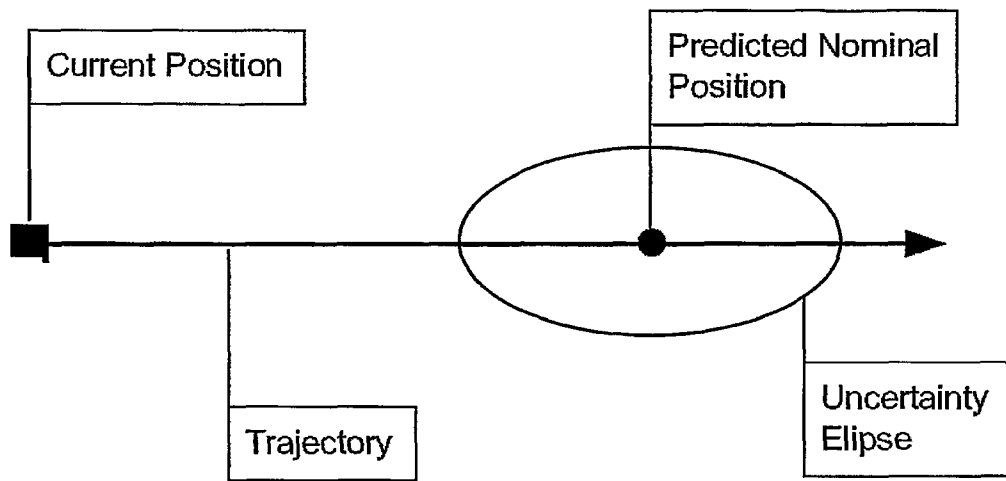 Current Position
Predicted Nominal
Position
Trajectory
Uncertainty
Elipse